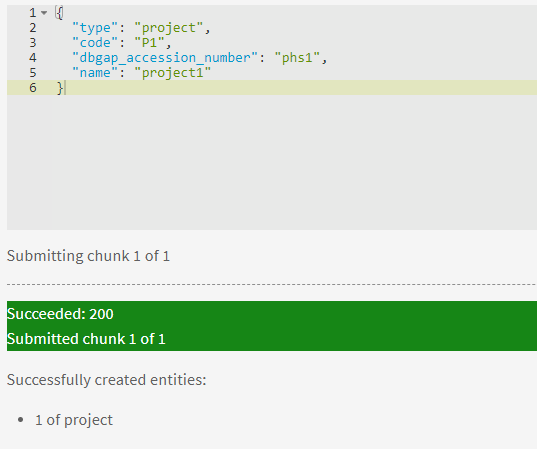 1 {
2   "type": "project",
3   "code": "P1",
4   "dbgap_accession_number": "phs1",
5   "name": "project1"
6 }
Submitting chunk 1 of 1
Succeeded: 200
Submitted chunk 1 of 1
Successfully created entities:
• 1 of project